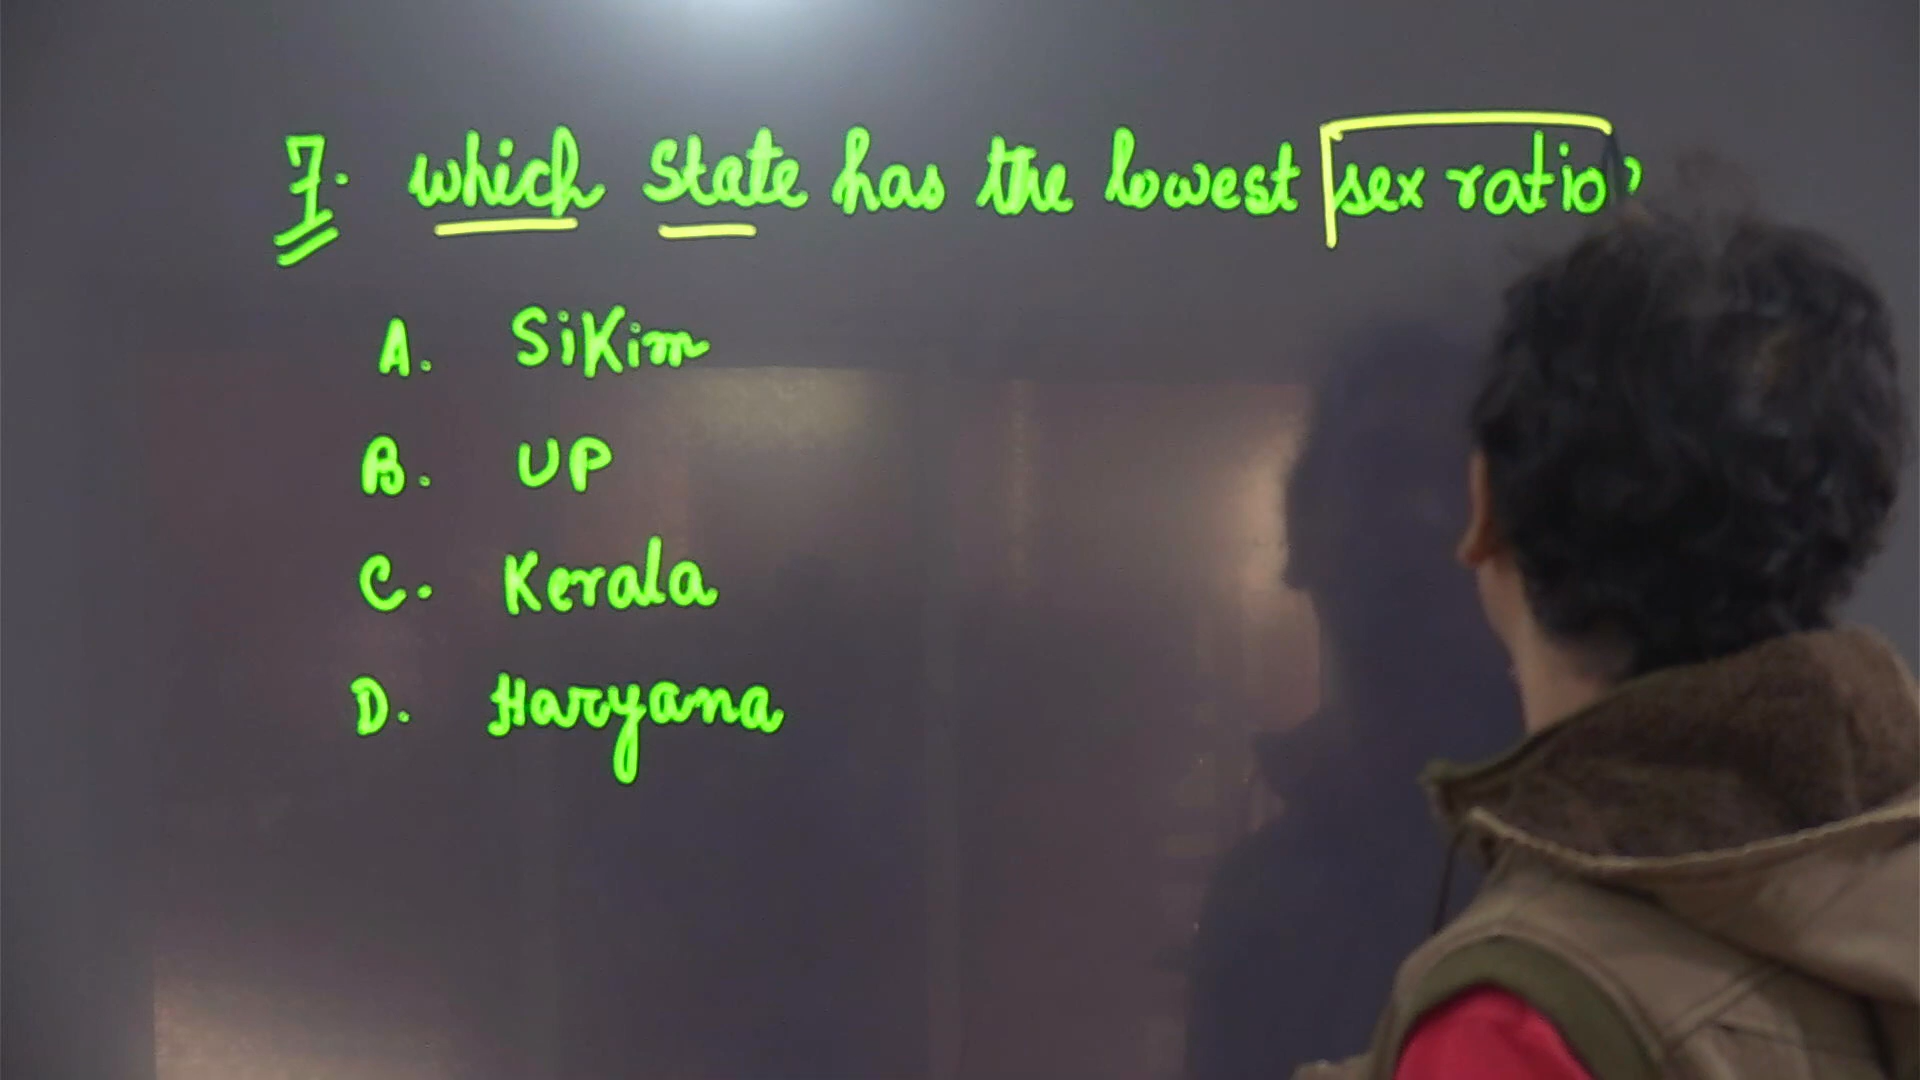 7. which state has the lowest sex ratio?
A. SiKim
B. UP
C. Kerala
D. Haryana